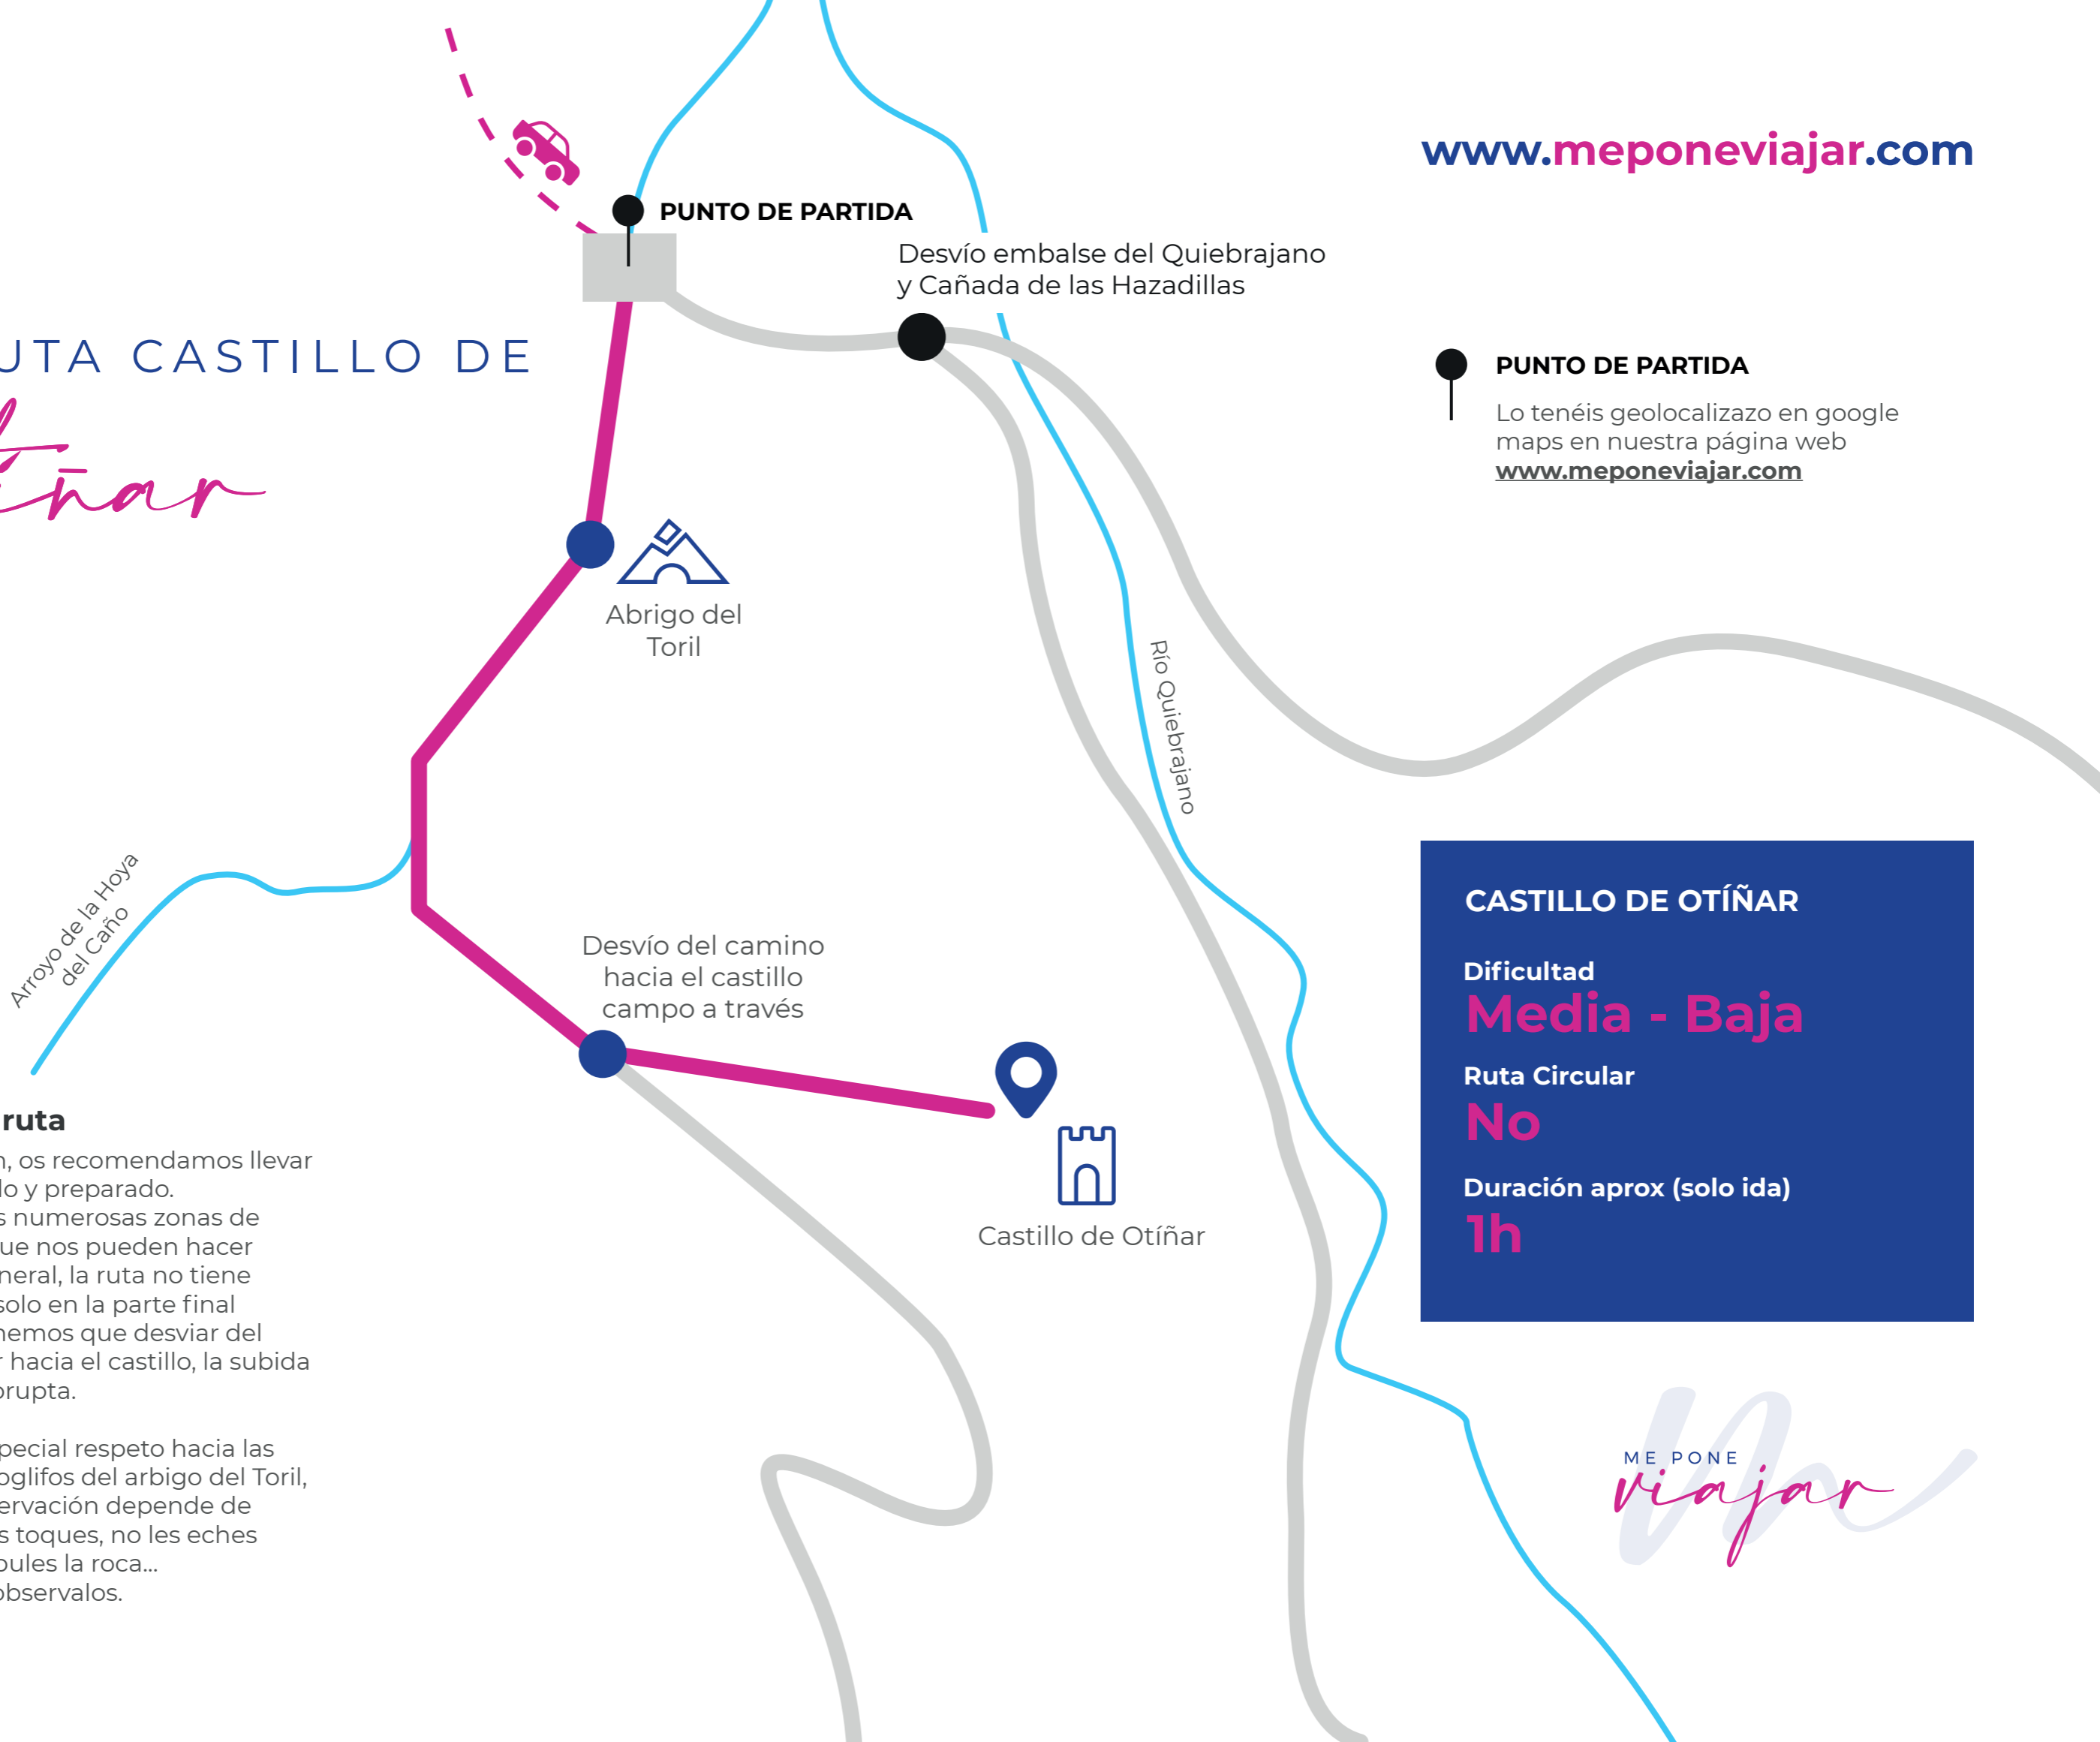 www.meponeviajar.com
PUNTO DE PARTIDA
Desvío embalse del Quiebrajano
y Cañada de las Hazadillas
UTA CASTILLO DE
tíñar
PUNTO DE PARTIDA
Lo tenéis geolocalizazo en google
maps en nuestra página web
www.meponeviajar.com
Abrigo del
Toril
Río Quiebrajano
Arroyo de la Hoya
del Caño
Desvío del camino
hacia el castillo
campo a través
Castillo de Otíñar
CASTILLO DE OTÍÑAR
Dificultad
Media - Baja
Ruta Circular
No
Duración aprox (solo ida)
1h
ruta
n, os recomendamos llevar
do y preparado.
s numerosas zonas de
ue nos pueden hacer
neral, la ruta no tiene
solo en la parte final
nemos que desviar del
r hacia el castillo, la subida
brupta.
pecial respeto hacia las
oglifos del arbigo del Toril,
ervación depende de
s toques, no les eches
pules la roca...
observalos.
ME PONE
viajar